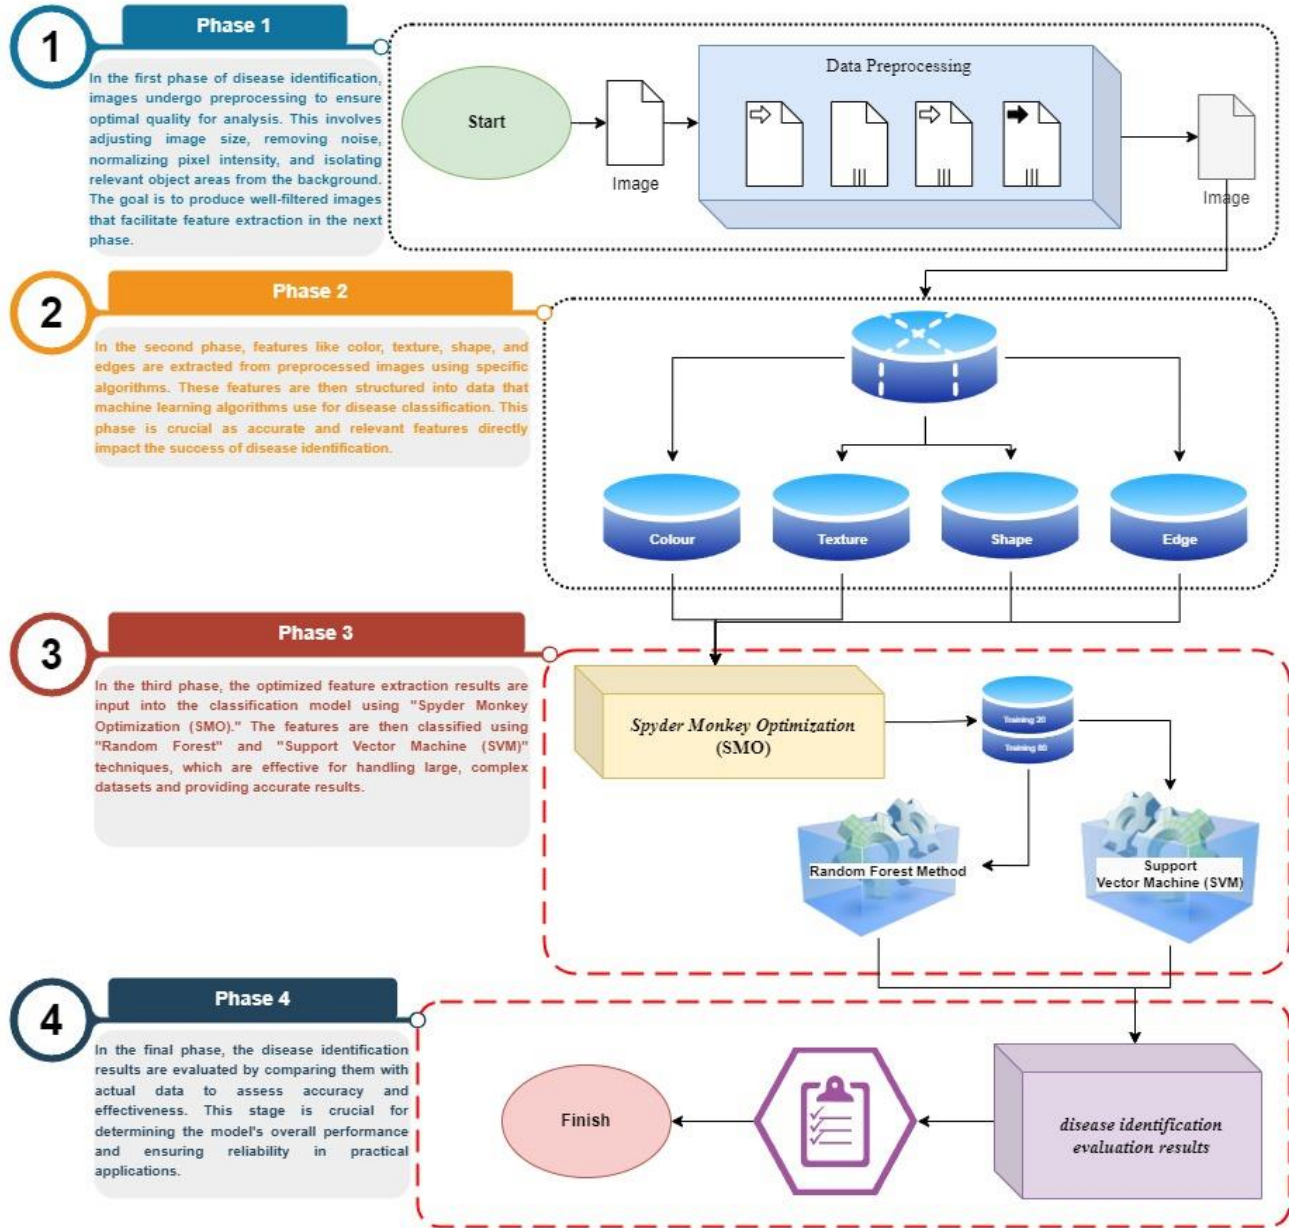 1
Phase 1
In the first phase of disease identification,
images undergo preprocessing to ensure
optimal quality for analysis. This involves
adjusting image size, removing noise,
normalizing pixel intensity, and isolating
relevant object areas from the background.
The goal is to produce well-filtered images
that facilitate feature extraction in the next
phase.
Start
Image
Data Preprocessing
Image
2
Phase 2
In the second phase, features like color, texture, shape, and
edges are extracted from preprocessed images using specific
algorithms. These features are then structured into data that
machine learning algorithms use for disease classification. This
phase is crucial as accurate and relevant features directly
impact the success of disease identification.
Colour
Texture
Shape
Edge
3
Phase 3
In the third phase, the optimized feature extraction results are
input into the classification model using "Spyder Monkey
Optimization (SMO)." The features are then classified using
"Random Forest" and "Support Vector Machine (SVM)"
techniques, which are effective for handling large, complex
datasets and providing accurate results.
Spyder Monkey Optimization
(SMO)
Training 20
Training 80
Random Forest Method
Support
Vector Machine (SVM)
4
Phase 4
In the final phase, the disease identification
results are evaluated by comparing them with
actual data to assess accuracy and
effectiveness. This stage is crucial for
determining the model's overall performance
and ensuring reliability in practical
applications.
Finish
disease identification
evaluation results